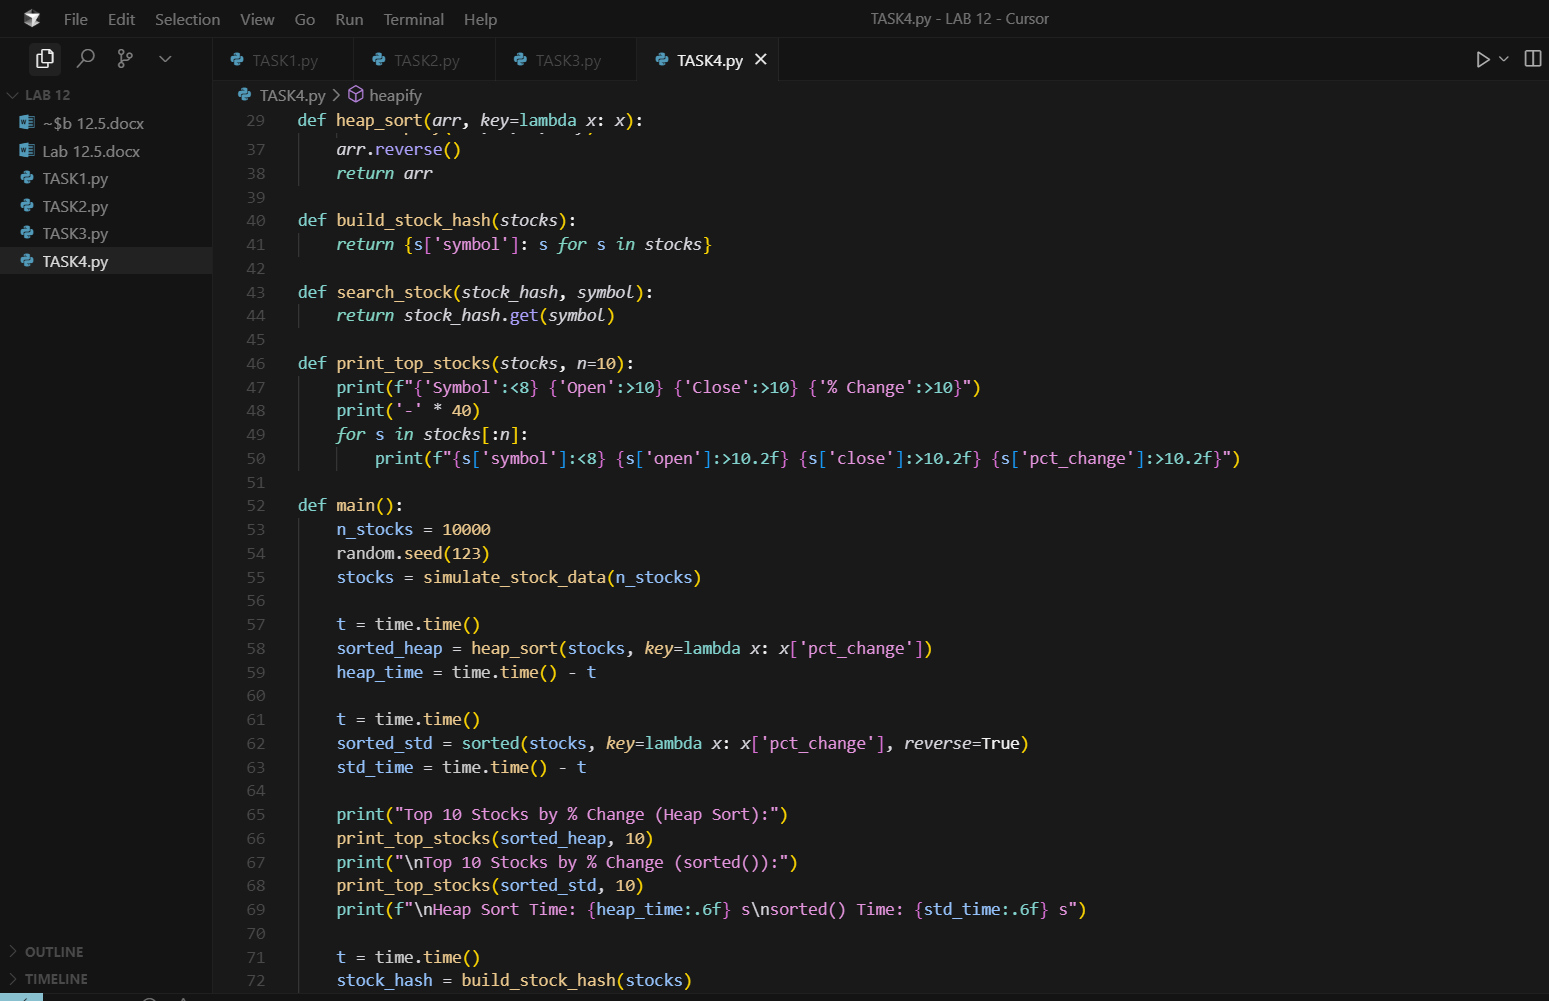 File Edit Selection View Go Run Terminal Help
TASK4.py - LAB 12 - Cursor
TASK1.py
TASK2.py
TASK3.py
TASK4.py
LAB 12
~$b 12.5.docx
Lab 12.5.docx
TASK1.py
TASK2.py
TASK3.py
TASK4.py
OUTLINE
TIMELINE
TASK4.py > heapify
29 def heap_sort(arr, key=lambda x: x):
37 arr.reverse()
38 return arr
39
40 def build_stock_hash(stocks):
41 return {s['symbol']: s for s in stocks}
42
43 def search_stock(stock_hash, symbol):
44 return stock_hash.get(symbol)
45
46 def print_top_stocks(stocks, n=10):
47 print(f"{'Symbol':<8} {'Open':>10} {'Close':>10} {'% Change':>10}")
48 print('-' * 40)
49 for s in stocks[:n]:
50 print(f"{s['symbol']:<8} {s['open']:>10.2f} {s['close']:>10.2f} {s['pct_change']:>10.2f}")
51
52 def main():
53 n_stocks = 10000
54 random.seed(123)
55 stocks = simulate_stock_data(n_stocks)
56
57 t = time.time()
58 sorted_heap = heap_sort(stocks, key=lambda x: x['pct_change'])
59 heap_time = time.time() - t
60
61 t = time.time()
62 sorted_std = sorted(stocks, key=lambda x: x['pct_change'], reverse=True)
63 std_time = time.time() - t
64
65 print("Top 10 Stocks by % Change (Heap Sort):")
66 print_top_stocks(sorted_heap, 10)
67 print("\nTop 10 Stocks by % Change (sorted()):")
68 print_top_stocks(sorted_std, 10)
69 print(f"\nHeap Sort Time: {heap_time:.6f} s\nsorted() Time: {std_time:.6f} s")
70
71 t = time.time()
72 stock_hash = build_stock_hash(stocks)